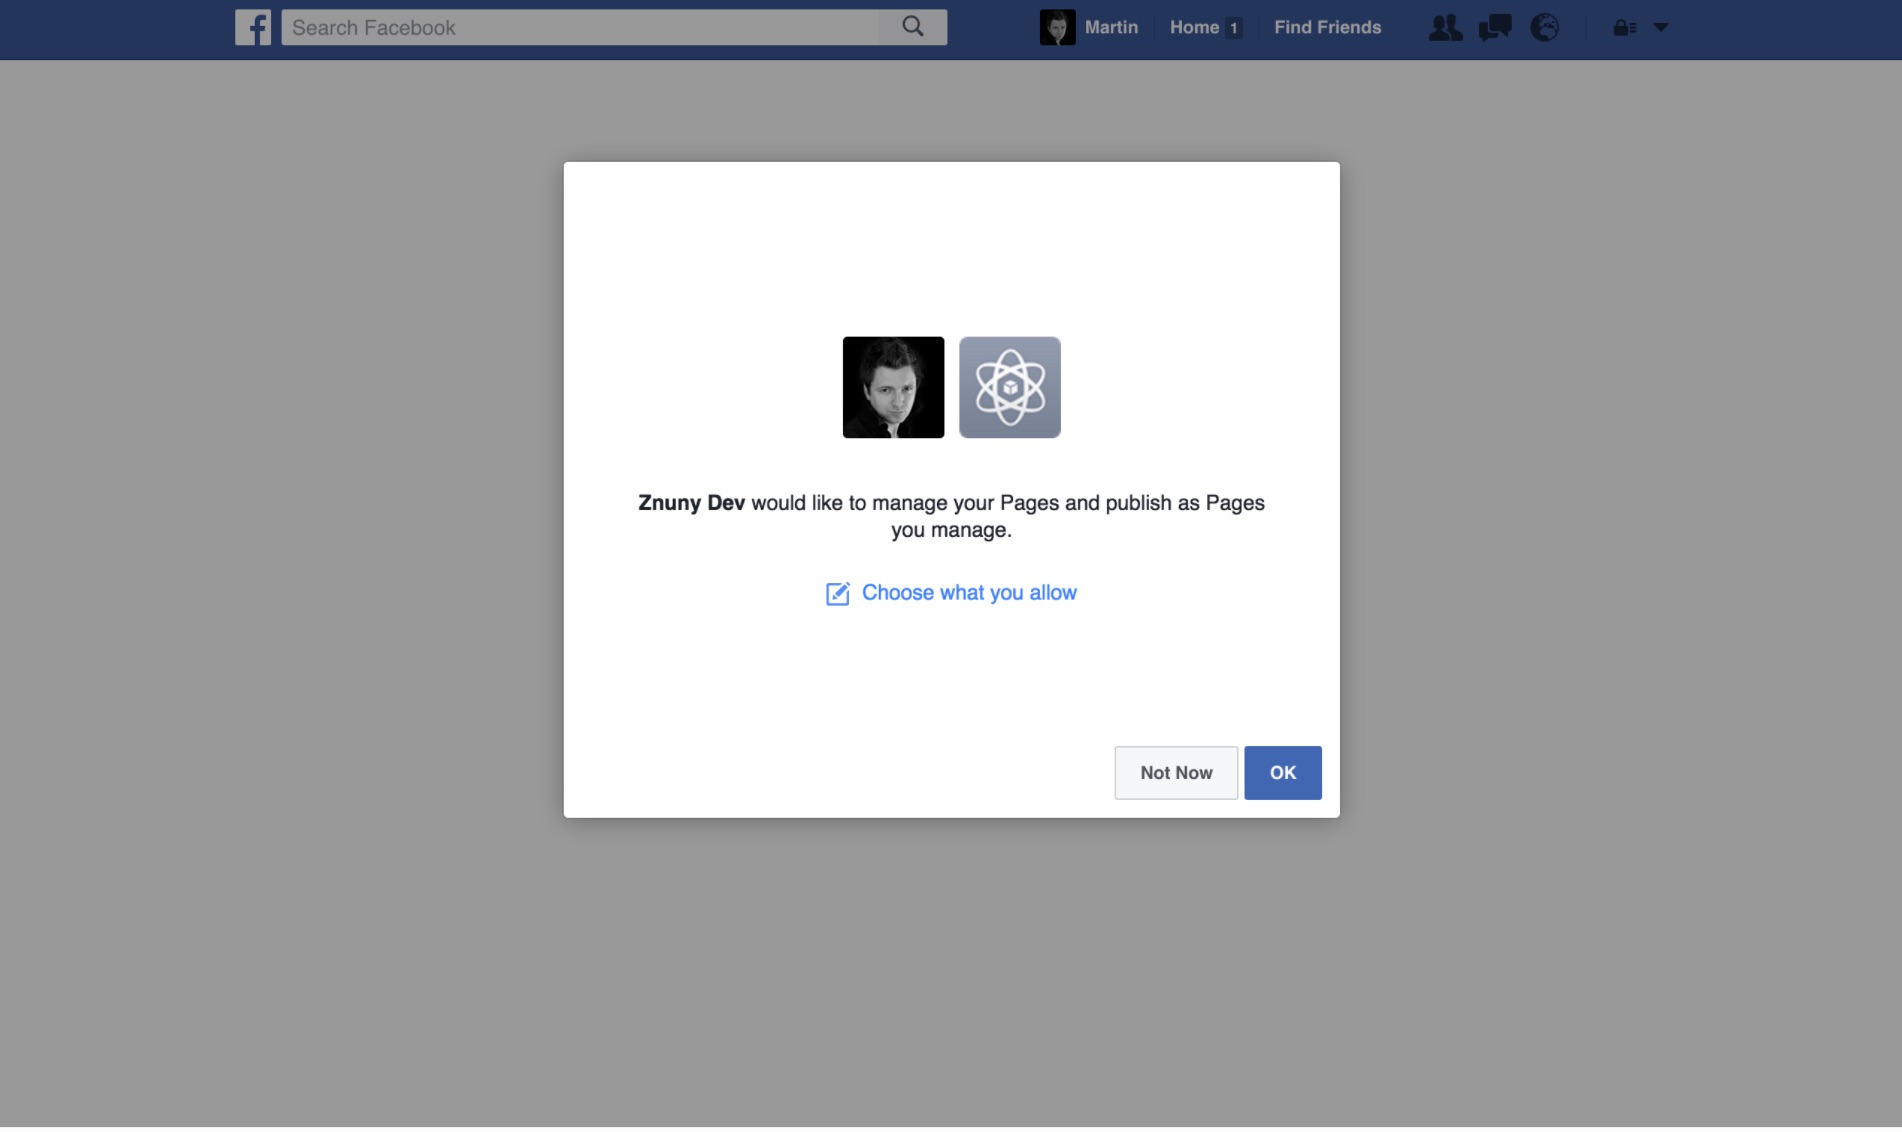 Search Facebook
Martin
Home 1
Find Friends
Znuny Dev would like to manage your Pages and publish as Pages
you manage.
Choose what you allow
Not Now
OK